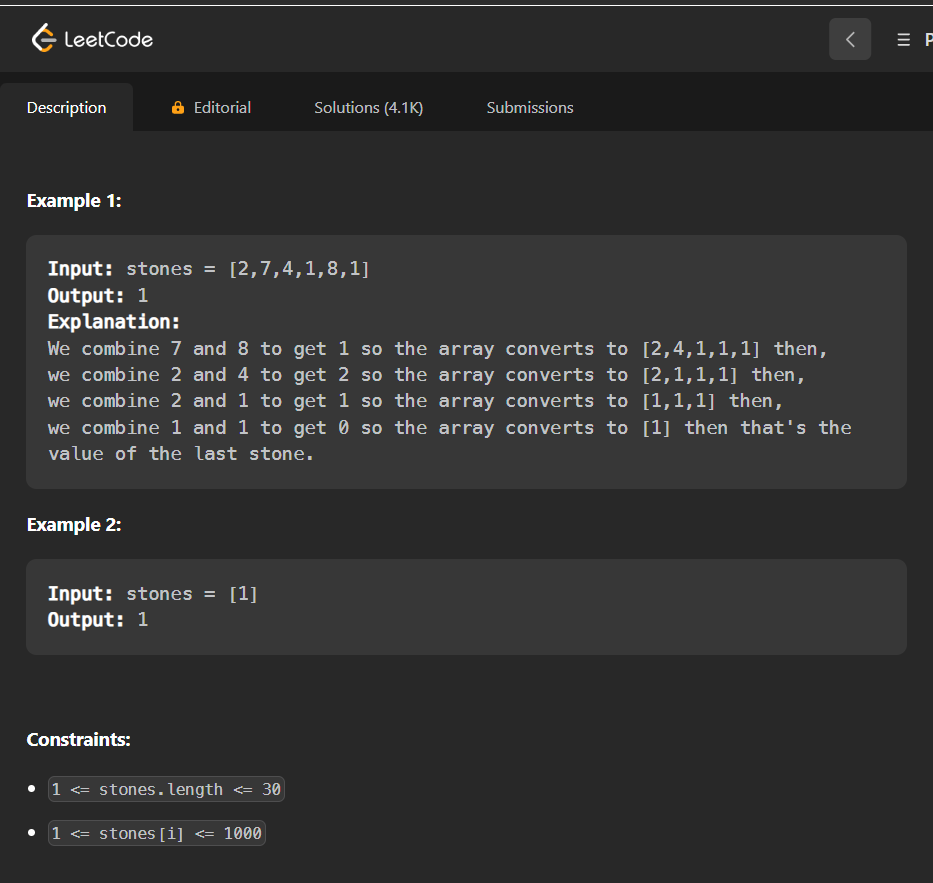 LeetCode
P
Description
Editorial
Solutions (4.1K)
Submissions
Example 1:
Input: stones = [2,7,4,1,8,1]
Output: 1
Explanation:
We combine 7 and 8 to get 1 so the array converts to [2,4,1,1,1] then,
we combine 2 and 4 to get 2 so the array converts to [2,1,1,1] then,
we combine 2 and 1 to get 1 so the array converts to [1,1,1] then,
we combine 1 and 1 to get 0 so the array converts to [1] then that's the
value of the last stone.
Example 2:
Input: stones = [1]
Output: 1
Constraints:
1 <= stones.length <= 30
1 <= stones[i] <= 1000